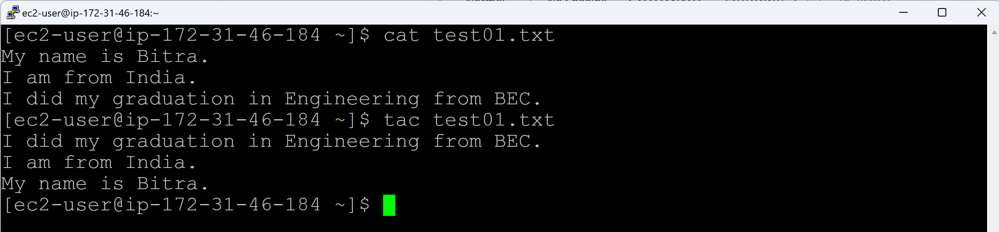 ec2-user@ip-172-31-46-184:~
[ec2-user@ip-172-31-46-184 ~]$ cat test01.txt
My name is Bitra.
I am from India.
I did my graduation in Engineering from BEC.
[ec2-user@ip-172-31-46-184 ~]$ tac test01.txt
I did my graduation in Engineering from BEC.
I am from India.
My name is Bitra.
[ec2-user@ip-172-31-46-184 ~]$